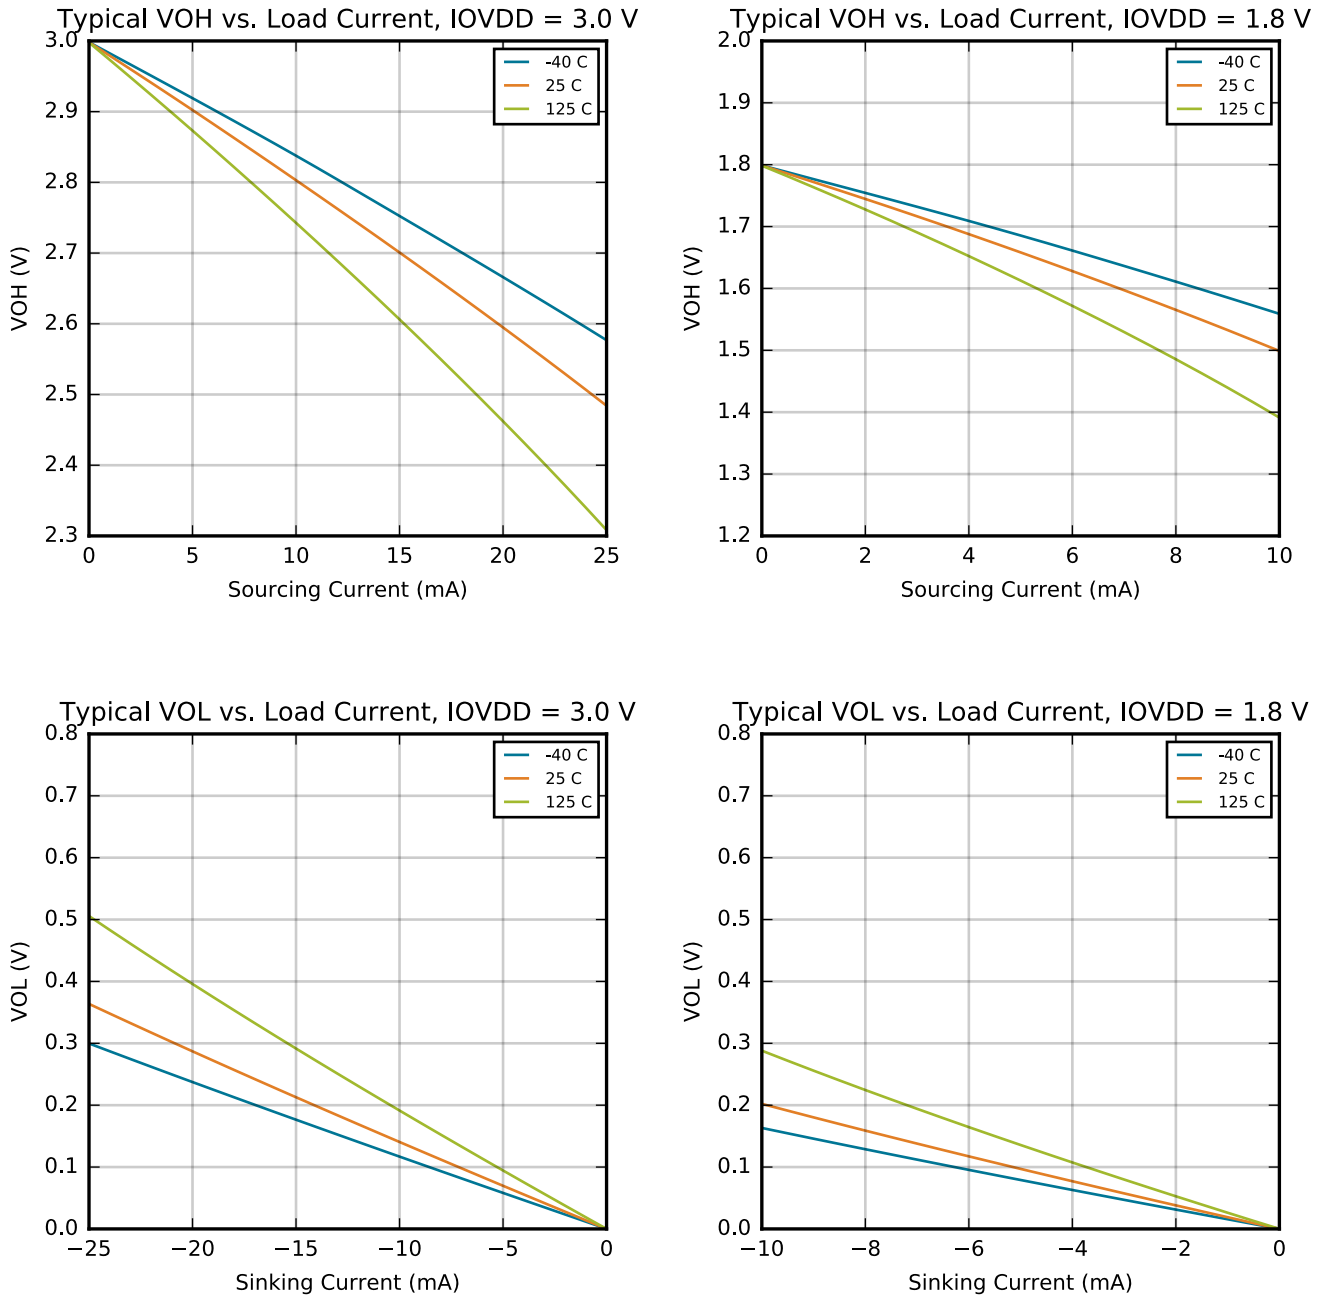 Typical VOH vs. Load Current, IOVDD = 3.0 V
3.0
2.9
2.8
2.7
2.6
2.5
2.4
2.3
VOH (V)
-40 C
25 C
125 C
0 5 10 15 20 25
Sourcing Current (mA)
Typical VOH vs. Load Current, IOVDD = 1.8 V
2.0
1.9
1.8
1.7
1.6
1.5
1.4
1.3
1.2
VOH (V)
-40 C
25 C
125 C
0 2 4 6 8 10
Sourcing Current (mA)
Typical VOL vs. Load Current, IOVDD = 3.0 V
0.8
0.7
0.6
0.5
0.4
0.3
0.2
0.1
0.0
VOL (V)
-40 C
25 C
125 C
−25 −20 −15 −10 −5 0
Sinking Current (mA)
Typical VOL vs. Load Current, IOVDD = 1.8 V
0.8
0.7
0.6
0.5
0.4
0.3
0.2
0.1
0.0
VOL (V)
-40 C
25 C
125 C
−10 −8 −6 −4 −2 0
Sinking Current (mA)